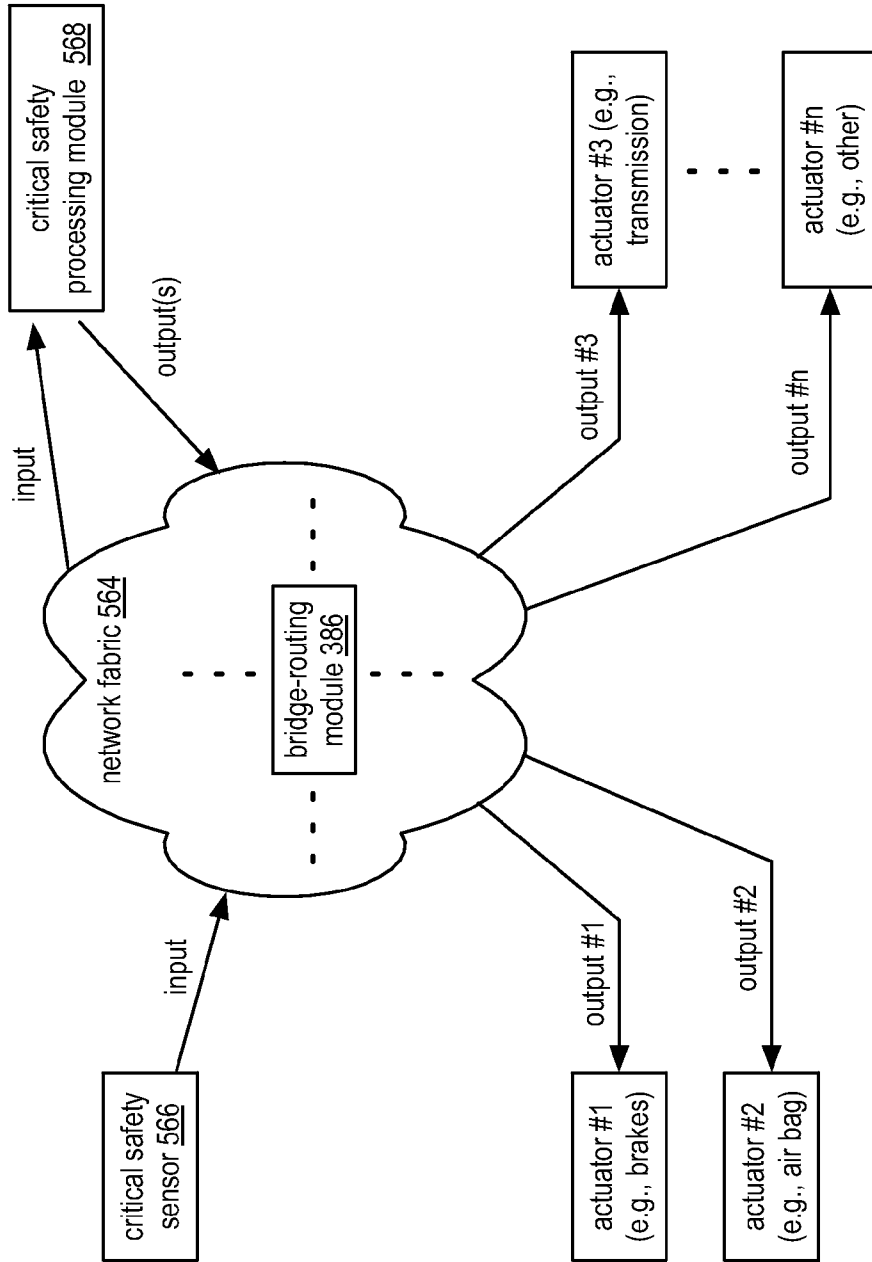 critical safety
sensor 566
input
network fabric 564
bridge-routing
module 386
input
output(s)
critical safety
processing module 568
output #1
actuator #1
(e.g., brakes)
output #2
actuator #2
(e.g., air bag)
output #3
actuator #3 (e.g.,
transmission)
output #n
actuator #n
(e.g., other)